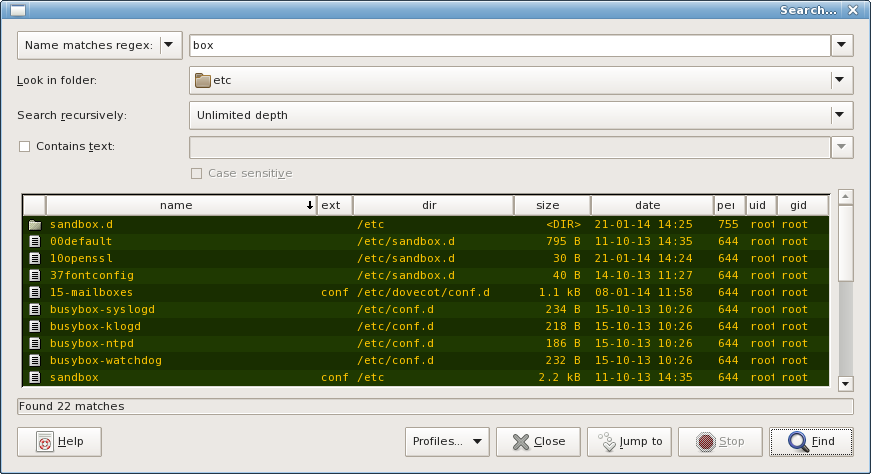 Search...
Name matches regex: box
Look in folder: etc
Search recursively: Unlimited depth
Contains text:
Case sensitive
name ext dir size date per uid gid
sandbox.d /etc <DIR> 21-01-14 14:25 755 root root
00default /etc/sandbox.d 795 B 11-10-13 14:35 644 root root
10openssl /etc/sandbox.d 30 B 21-01-14 14:24 644 root root
37fontconfig /etc/sandbox.d 40 B 14-10-13 11:27 644 root root
15-mailboxes conf /etc/dovecot/conf.d 1.1 kB 08-01-14 11:58 644 root root
busybox-syslogd /etc/conf.d 234 B 15-10-13 10:26 644 root root
busybox-klogd /etc/conf.d 218 B 15-10-13 10:26 644 root root
busybox-ntpd /etc/conf.d 186 B 15-10-13 10:26 644 root root
busybox-watchdog /etc/conf.d 232 B 15-10-13 10:26 644 root root
sandbox conf /etc 2.2 kB 11-10-13 14:35 644 root root
Found 22 matches
Help Profiles... Close Jump to Stop Find